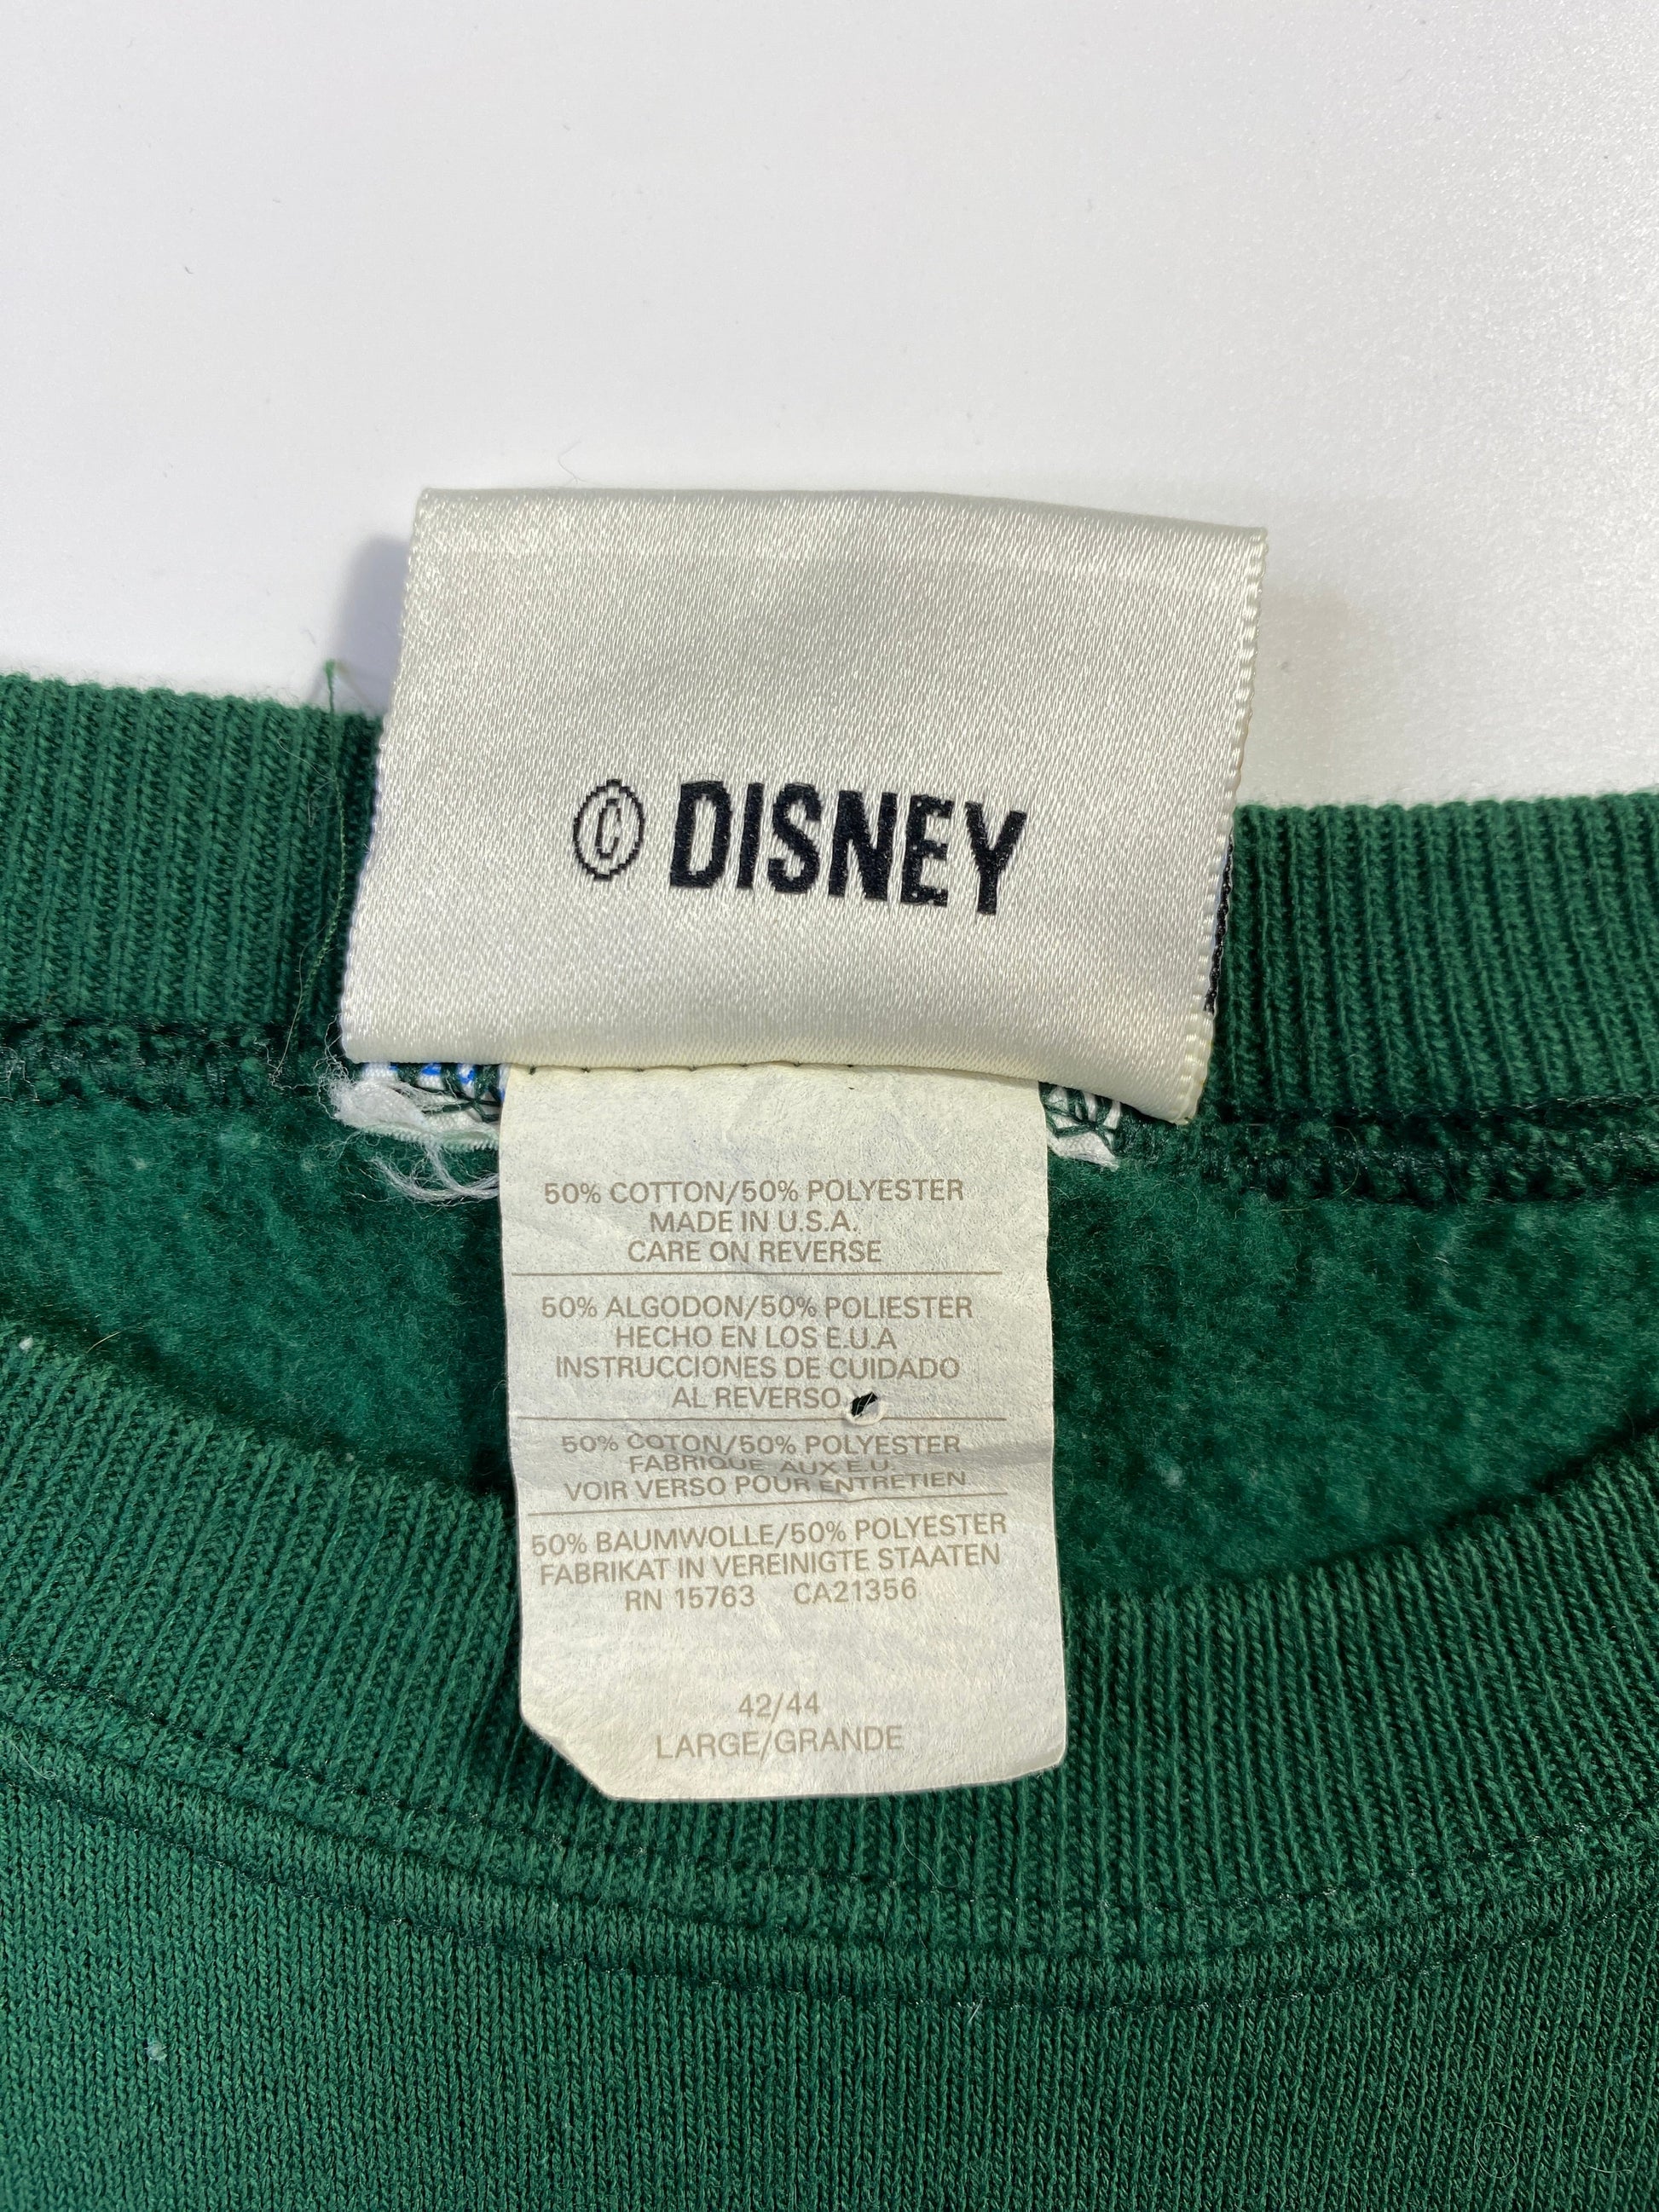 © DISNEY
50% COTTON/50% POLYESTER
MADE IN U.S.A.
CARE ON REVERSE
50% ALGODON/50% POLIESTER
HECHO EN LOS E.U.A
INSTRUCCIONES DE CUIDADO
AL REVERSO
50% COTON/50% POLYESTER
FABRIQUE AUX E.U.
VOIR VERSO POUR ENTRETIEN
50% BAUMWOLLE/50% POLYESTER
FABRIKAT IN VEREINIGTE STAATEN
RN 15763 CA21356
42/44
LARGE/GRANDE